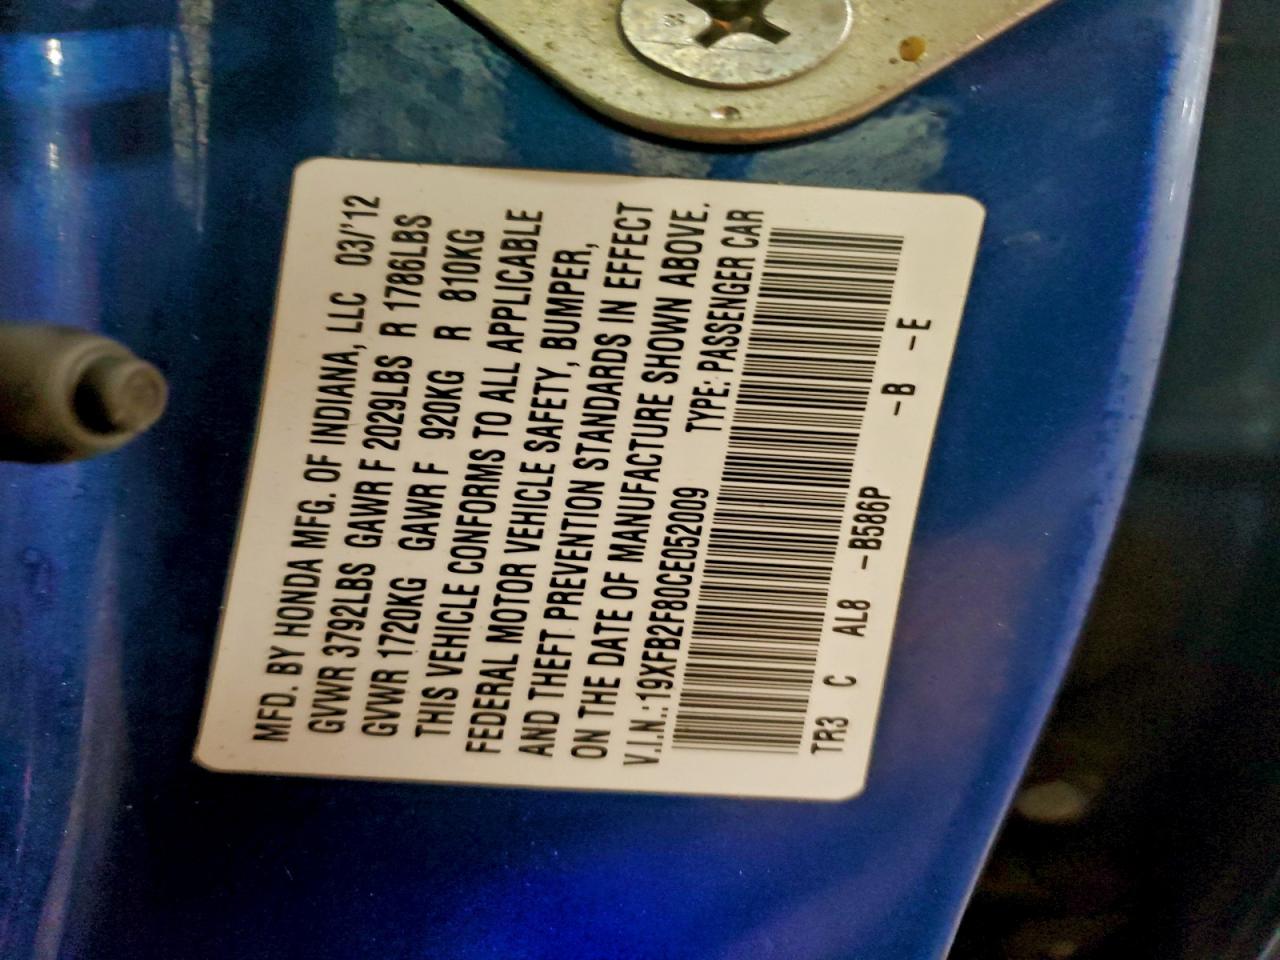 MFD. BY HONDA MFG. OF INDIANA, LLC 03/'12
GVWR 3792LBS GAWR F 2029LBS R 1786LBS
GVWR 1720KG GAWR F 920KG R 810KG
THIS VEHICLE CONFORMS TO ALL APPLICABLE
FEDERAL MOTOR VEHICLE SAFETY, BUMPER,
AND THEFT PREVENTION STANDARDS IN EFFECT
ON THE DATE OF MANUFACTURE SHOWN ABOVE.
V.I.N.:19XFB2F80CE052009 TYPE: PASSENGER CAR
TR3 C AL8 -B586P -B -E